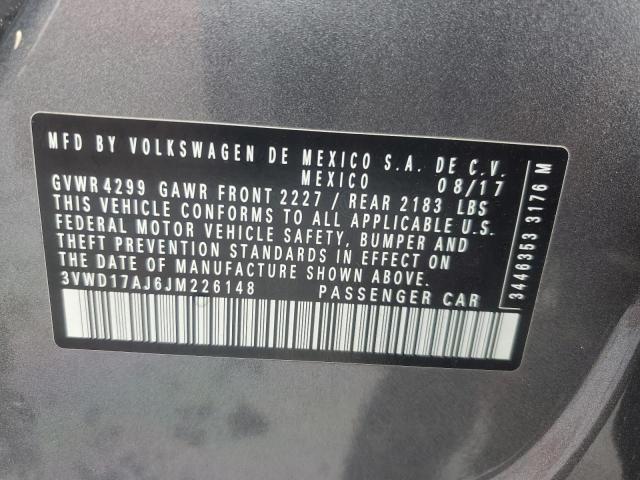 MFD BY VOLKSWAGEN DE MEXICO S.A. DE C.V.
MEXICO 08/17
GVWR 4299 GAWR FRONT 2227 / REAR 2183 LBS
THIS VEHICLE CONFORMS TO ALL APPLICABLE U.S.
FEDERAL MOTOR VEHICLE SAFETY, BUMPER AND
THEFT PREVENTION STANDARDS IN EFFECT ON
THE DATE OF MANUFACTURE SHOWN ABOVE.
3VWD17AJ6JM226148 PASSENGER CAR
3446353 3176 M